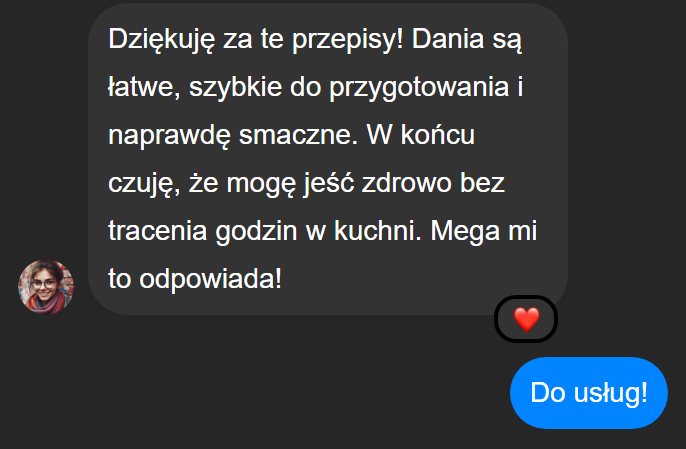 Dziękuję za te przepisy! Dania są
łatwe, szybkie do przygotowania i
naprawdę smaczne. W końcu
czuję, że mogę jeść zdrowo bez
tracenia godzin w kuchni. Mega mi
to odpowiada!
Do usług!